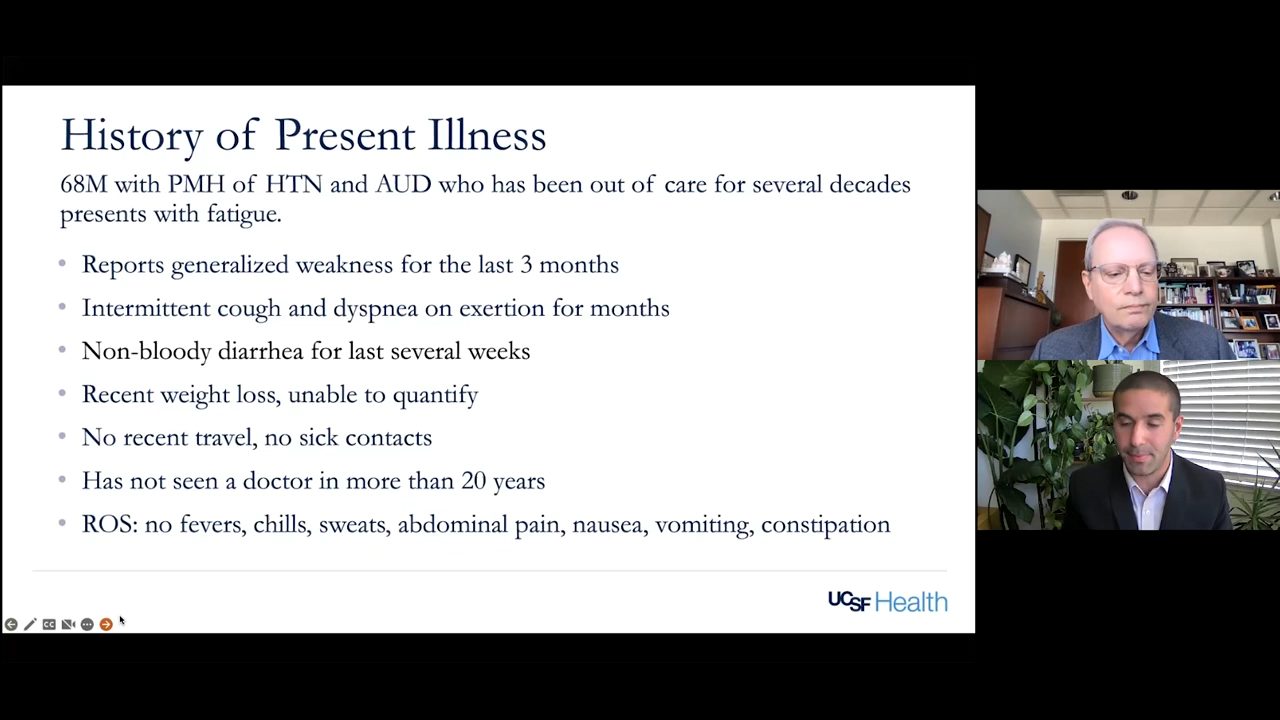 History of Present Illness
68M with PMH of HTN and AUD who has been out of care for several decades
presents with fatigue.
• Reports generalized weakness for the last 3 months
• Intermittent cough and dyspnea on exertion for months
• Non-bloody diarrhea for last several weeks
• Recent weight loss, unable to quantify
• No recent travel, no sick contacts
• Has not seen a doctor in more than 20 years
• ROS: no fevers, chills, sweats, abdominal pain, nausea, vomiting, constipation
UCSF Health
CC